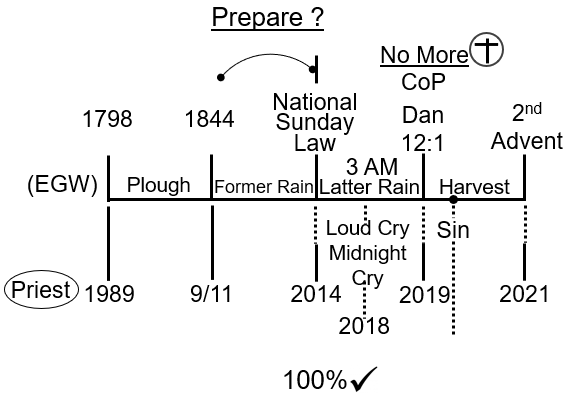 Prepare ?
No More
CoP
Dan
12:1
1798
1844
National
Sunday
Law
2nd
Advent
(EGW)
Plough
Former Rain
3 AM
Latter Rain
Harvest
Loud Cry
Midnight
Cry
Sin
Priest
1989
9/11
2014
2019
2021
2018
100%✓